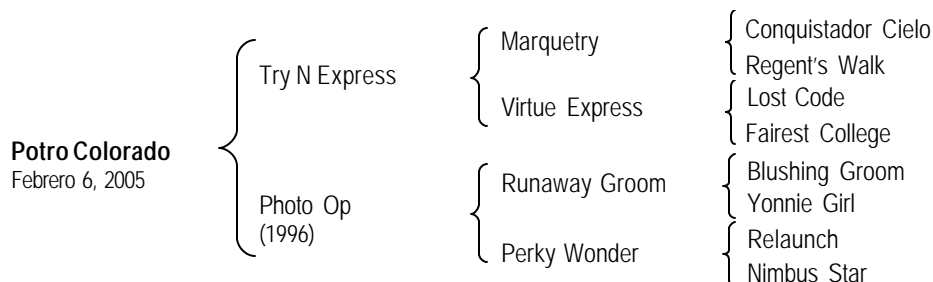 Potro Colorado
Febrero 6, 2005
Try N Express
Photo Op
(1996)
Marquetry
Virtue Express
Runaway Groom
Perky Wonder
Conquistador Cielo
Regent's Walk
Lost Code
Fairest College
Blushing Groom
Yonnie Girl
Relaunch
Nimbus Star